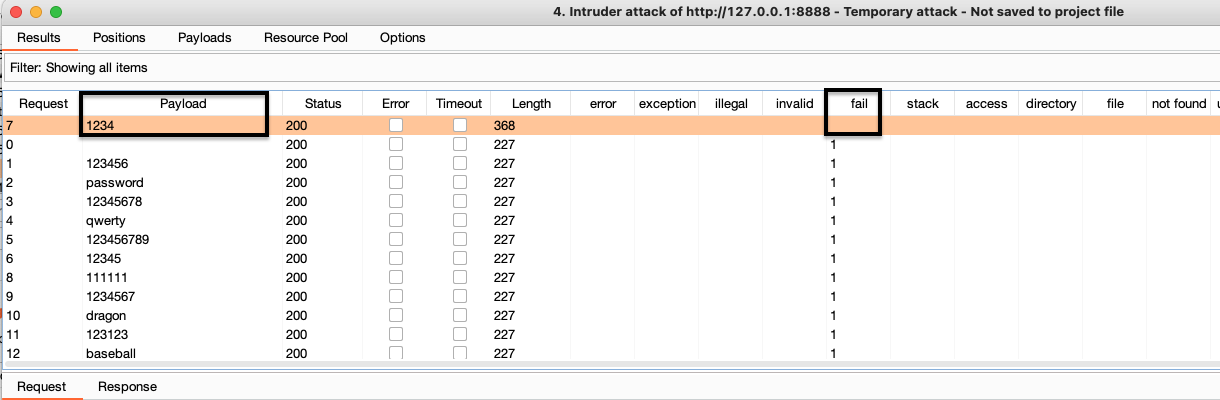 4. Intruder attack of http://127.0.0.1:8888 - Temporary attack - Not saved to project file
Results Positions Payloads Resource Pool Options
Filter: Showing all items
Request Payload Status Error Timeout Length error exception illegal invalid fail stack access directory file not found
7 1234 200 368
0 200 227 1
1 123456 200 227 1
2 password 200 227 1
3 12345678 200 227 1
4 qwerty 200 227 1
5 123456789 200 227 1
6 12345 200 227 1
8 111111 200 227 1
9 1234567 200 227 1
10 dragon 200 227 1
11 123123 200 227 1
12 baseball 200 227 1
Request Response